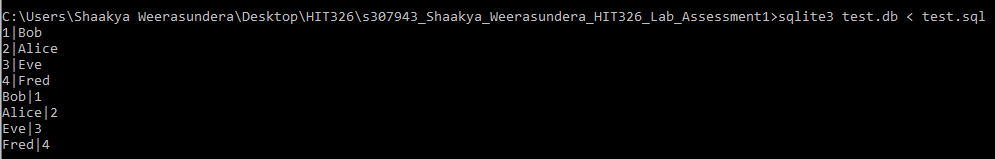 C:\Users\Shaakya Weerasundera\Desktop\HIT326\s307943_Shaakya_Weerasundera_HIT326_Lab_Assessment1>sqlite3 test.db < test.sql
1|Bob
2|Alice
3|Eve
4|Fred
Bob|1
Alice|2
Eve|3
Fred|4